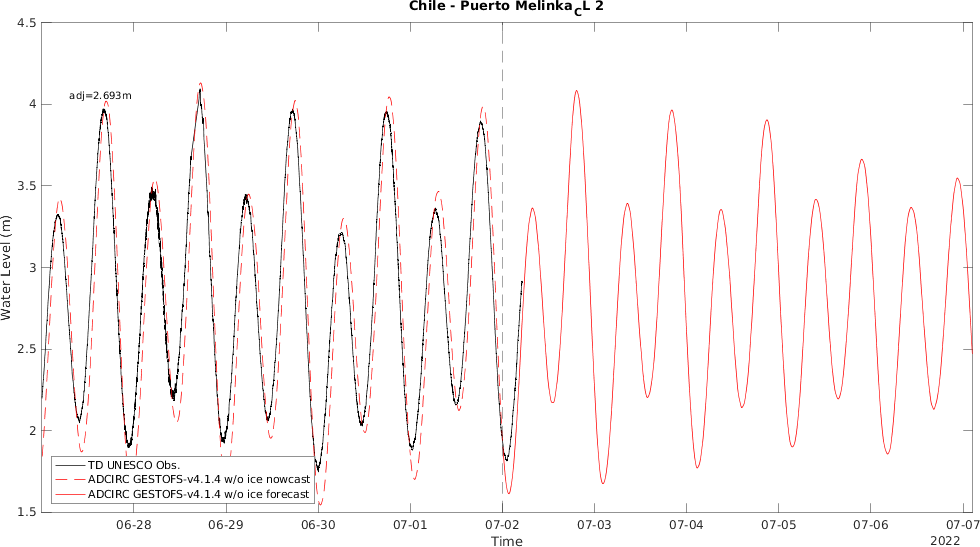 Chile - Puerto MelinkaCL 2
4.5
4
3.5
3
2.5
2
1.5
Water Level (m)
adj=2.693m
TD UNESCO Obs.
ADCIRC GESTOFS-v4.1.4 w/o ice nowcast
ADCIRC GESTOFS-v4.1.4 w/o ice forecast
06-28 06-29 06-30 07-01 07-02 07-03 07-04 07-05 07-06 07-07
Time
2022